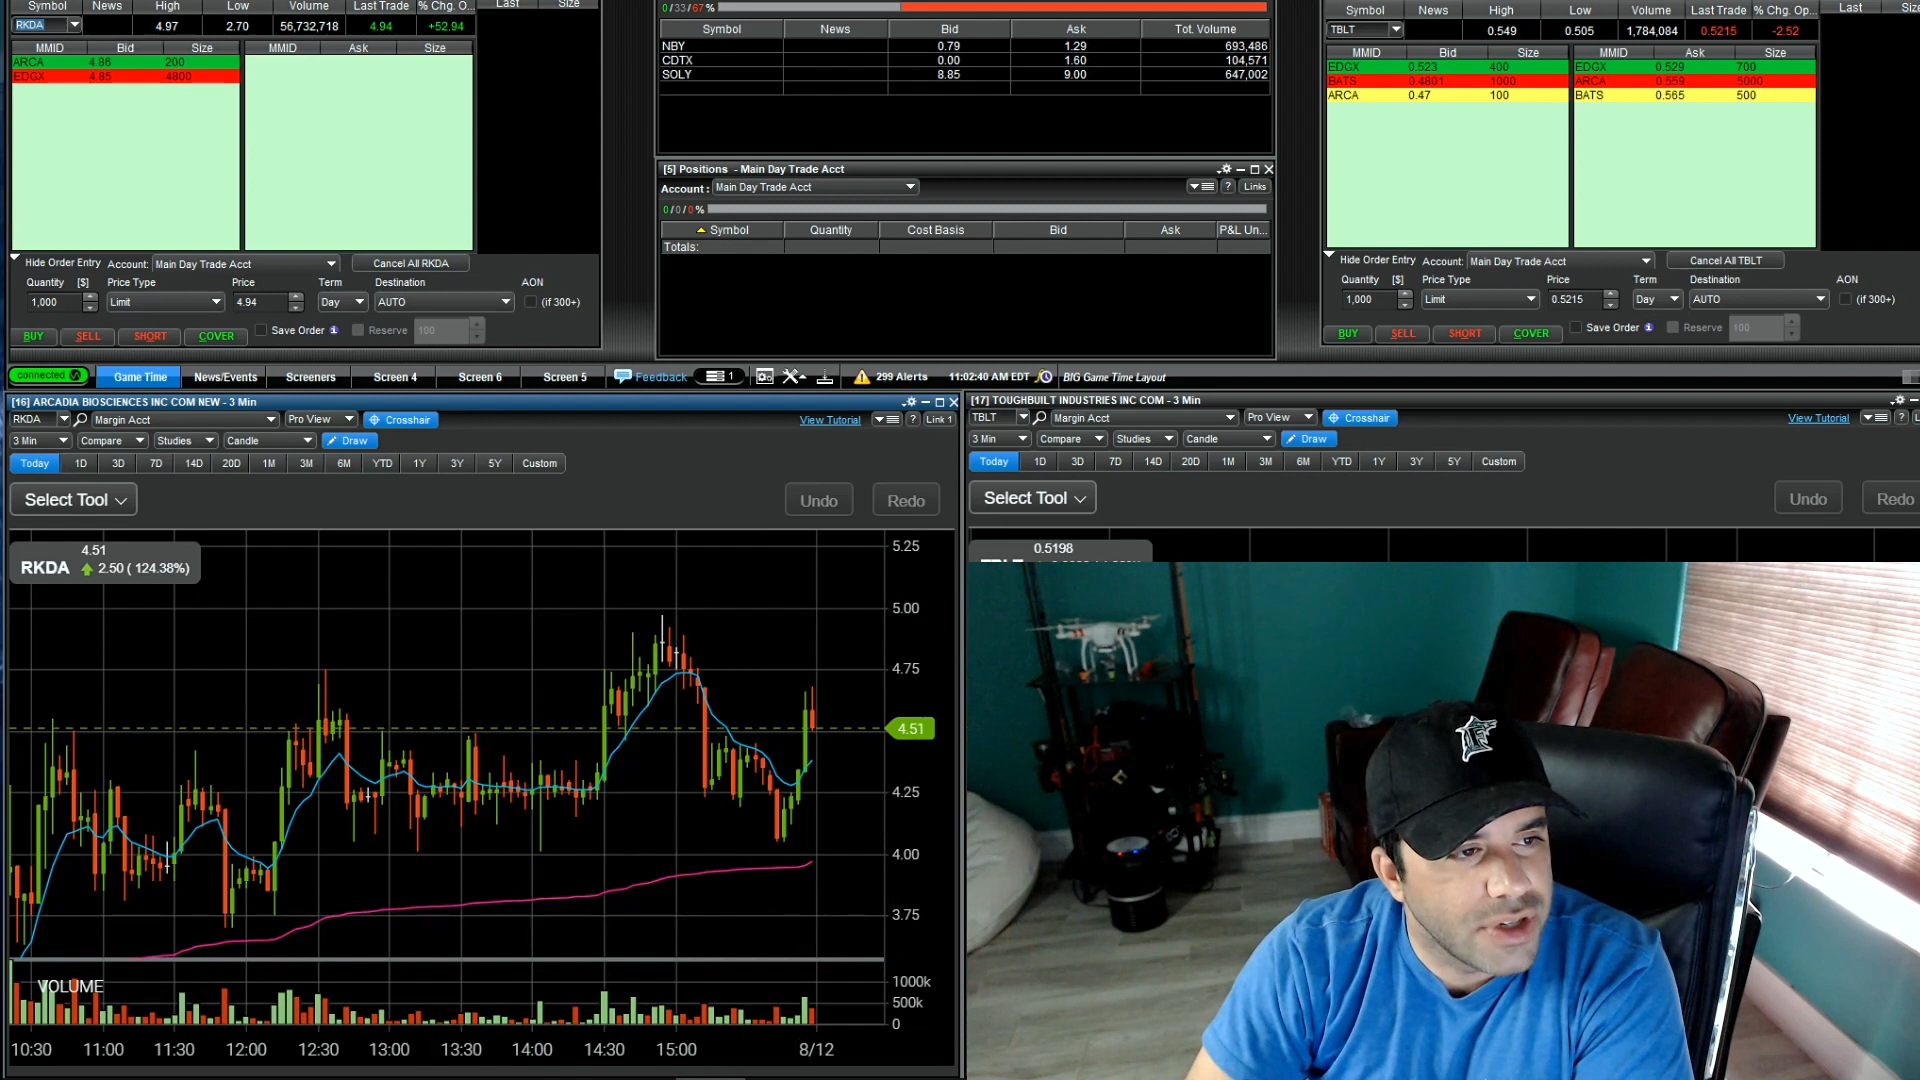 Symbol News High Low Volume Last Trade % Chg. O... Last Size
RKDA 4.97 2.70 56,732,718 4.94 +52.94
MMID Bid Size MMID Ask Size
ARCA 4.86 200
EDGX 4.85 4800
Hide Order Entry Account: Main Day Trade Acct Cancel All RKDA
Quantity [$] Price Type Price Term Destination AON
1,000 Limit 4.94 Day AUTO (if 300+)
BUY SELL SHORT COVER Save Order Reserve 100
0/33/67 %
Symbol News Bid Ask Tot. Volume
NBY 0.79 1.29 693,486
CDTX 0.00 1.60 104,571
SOLY 8.85 9.00 647,002
[5] Positions - Main Day Trade Acct
Account: Main Day Trade Acct ? Links
0/0/0 %
Symbol Quantity Cost Basis Bid Ask P&L Un...
Totals:
Symbol News High Low Volume Last Trade % Chg. Op... Last
TBLT 0.549 0.505 1,784,084 0.5215 -2.52
MMID Bid Size MMID Ask Size
EDGX 0.523 400 EDGX 0.529 700
BATS 0.4801 1000 ARCA 0.559 5000
ARCA 0.47 100 BATS 0.565 500
Hide Order Entry Account: Main Day Trade Acct Cancel All TBLT
Quantity [$] Price Type Price Term Destination AON
1,000 Limit 0.5215 Day AUTO (if 300+)
BUY SELL SHORT COVER Save Order Reserve 100
connected Game Time News/Events Screeners Screen 4 Screen 6 Screen 5 Feedback 1 299 Alerts 11:02:40 AM EDT BIG Game Time Layout
[16] ARCADIA BIOSCIENCES INC COM NEW - 3 Min
RKDA Margin Acct Pro View Crosshair View Tutorial ? Link 1
3 Min Compare Studies Candle Draw
Today 1D 3D 7D 14D 20D 1M 3M 6M YTD 1Y 3Y 5Y Custom
Select Tool Undo Redo
4.51
RKDA 2.50 ( 124.38%)
5.25
5.00
4.75
4.51
4.25
4.00
3.75
VOLUME
1000k
500k
0
10:30 11:00 11:30 12:00 12:30 13:00 13:30 14:00 14:30 15:00 8/12
[17] TOUGHBUILT INDUSTRIES INC COM - 3 Min
TBLT Margin Acct Pro View Crosshair View Tutorial ?
3 Min Compare Studies Candle Draw
Today 1D 3D 7D 14D 20D 1M 3M 6M YTD 1Y 3Y 5Y Custom
Select Tool Undo Redo
0.5198